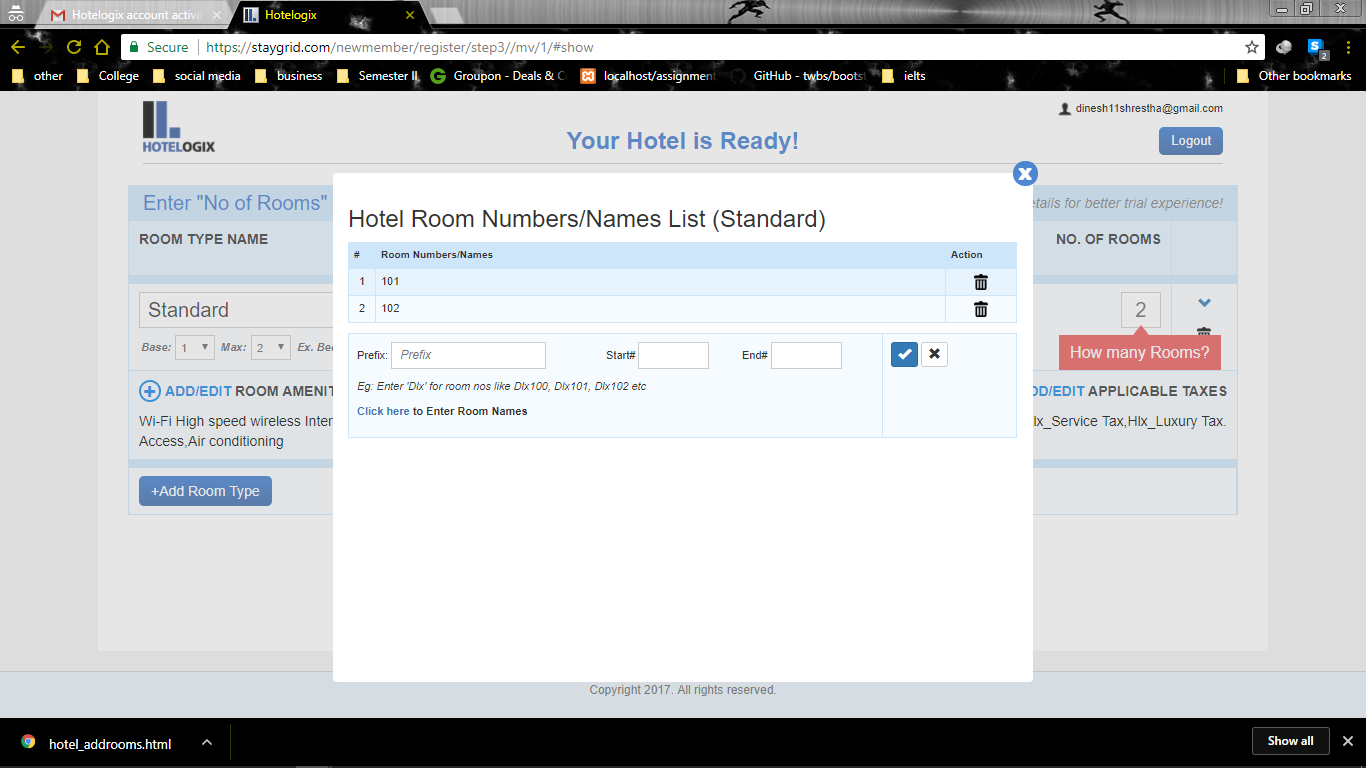 Hotelogix account activa
Hotelogix
Secure
https://staygrid.com/newmember/register/step3//mv/1/#show
S
2
other
College
social media
business
Semester II
G Groupon - Deals & C
localhost/assignment
GitHub - twbs/boots
ielts
Other bookmarks
HOTELOGIX
Your Hotel is Ready!
dinesh11shrestha@gmail.com
Logout
Enter "No of Rooms"
etails for better trial experience!
ROOM TYPE NAME
NO. OF ROOMS
Standard
2
Base: 1 Max: 2 Ex. Be
How many Rooms?
ADD/EDIT ROOM AMENIT
DD/EDIT APPLICABLE TAXES
Wi-Fi High speed wireless Inter
Access,Air conditioning
lx_Service Tax,Hlx_Luxury Tax.
+Add Room Type
Hotel Room Numbers/Names List (Standard)
# Room Numbers/Names Action
1 101
2 102
Prefix: Prefix Start# End#
Eg: Enter 'Dlx' for room nos like Dlx100, Dlx101, Dlx102 etc
Click here to Enter Room Names
Copyright 2017. All rights reserved.
hotel_addrooms.html
Show all